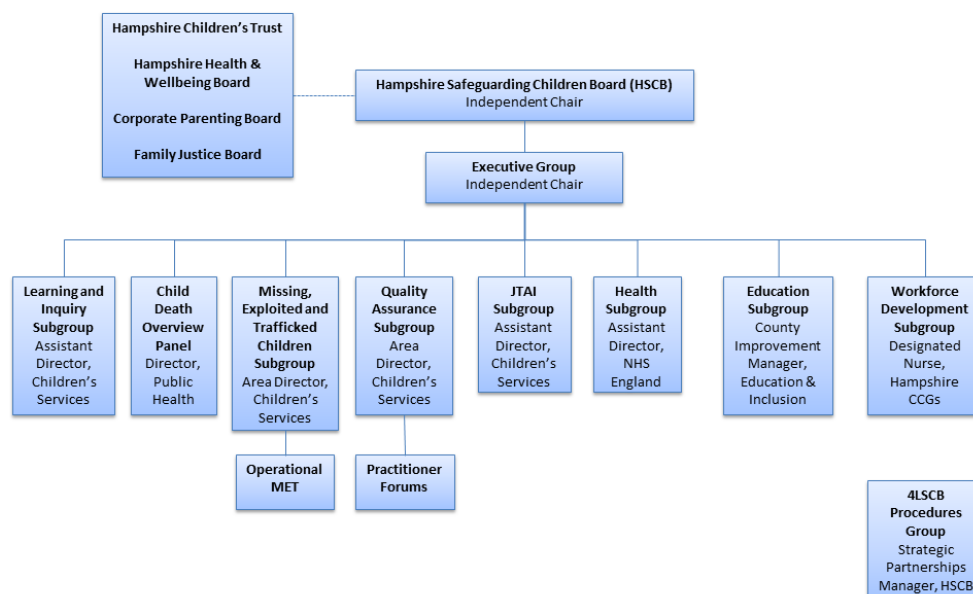 Hampshire Children’s Trust
Hampshire Health &
Wellbeing Board
Corporate Parenting Board
Family Justice Board
Hampshire Safeguarding Children Board (HSCB)
Independent Chair
Executive Group
Independent Chair
Learning and
Inquiry
Subgroup
Assistant
Director,
Children’s
Services
Child
Death
Overview
Panel
Director,
Public
Health
Missing,
Exploited and
Trafficked
Children
Subgroup
Area Director,
Children’s
Services
Quality
Assurance
Subgroup
Area
Director,
Children’s
Services
JTAI
Subgroup
Assistant
Director,
Children’s
Services
Health
Subgroup
Assistant
Director,
NHS
England
Education
Subgroup
County
Improvement
Manager,
Education &
Inclusion
Workforce
Development
Subgroup
Designated
Nurse,
Hampshire
CCGs
Operational
MET
Practitioner
Forums
4LSCB
Procedures
Group
Strategic
Partnerships
Manager, HSCB